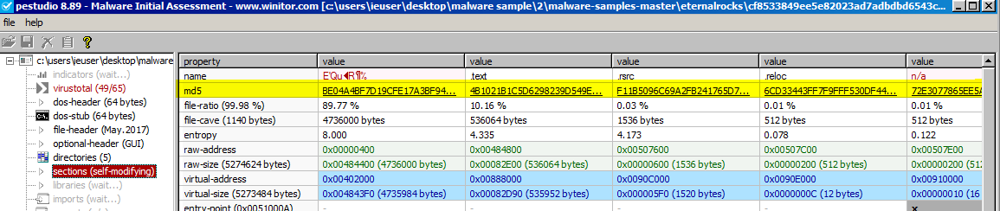 pestudio 8.89 - Malware Initial Assessment - www.winitor.com [c:\users\ieuser\desktop\malware sample\2\malware-samples-master\eternalrocks\cf8533849ee5e82023ad7adbdbd6543c...
file help
c:\users\ieuser\desktop\malware
indicators (wait...)
virustotal (49/65)
dos-header (64 bytes)
dos-stub (64 bytes)
file-header (May.2017)
optional-header (GUI)
directories (5)
sections (self-modifying)
libraries (wait...)
imports (wait...)
property value value value value value
name E'Qu◄R¶% .text .rsrc .reloc n/a
md5 BE04A4BF7D19CFE17A3BF94... 4B1021B1C5D6298239D549E... F11B5096C69A2FB241765D7... 6CD33443FF7F9FFF530DF44... 72E3077865EE5A
file-ratio (99.98 %) 89.77 % 10.16 % 0.03 % 0.01 % 0.01 %
file-cave (1140 bytes) 4736000 bytes 536064 bytes 1536 bytes 512 bytes 512 bytes
entropy 8.000 4.335 4.173 0.078 0.122
raw-address 0x00000400 0x00484800 0x00507600 0x00507C00 0x00507E00
raw-size (5274624 bytes) 0x00484400 (4736000 bytes) 0x00082E00 (536064 bytes) 0x00000600 (1536 bytes) 0x00000200 (512 bytes) 0x00000200 (512
virtual-address 0x00402000 0x00888000 0x0090C000 0x0090E000 0x00910000
virtual-size (5273484 bytes) 0x004843F0 (4735984 bytes) 0x00082D90 (535952 bytes) 0x000005F0 (1520 bytes) 0x0000000C (12 bytes) 0x00000010 (16
entry-point (0x0051000A) - - - - x